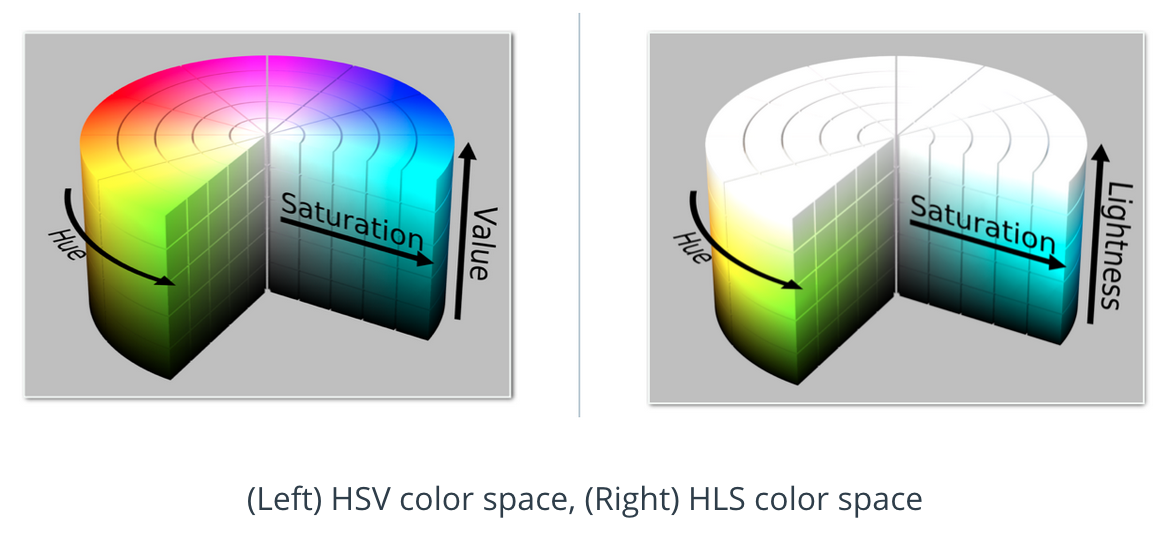 Hue
Saturation
Value
Hue
Saturation
Lightness
(Left) HSV color space, (Right) HLS color space